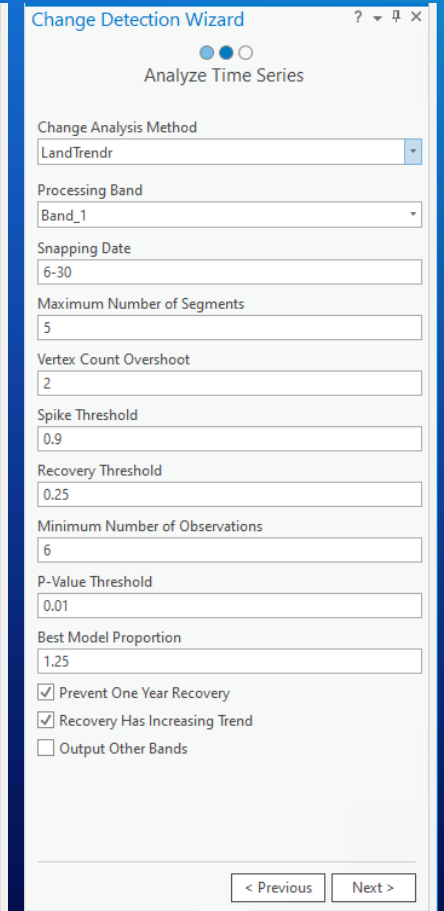 Change Detection Wizard
Analyze Time Series
Change Analysis Method
LandTrendr
Processing Band
Band_1
Snapping Date
6-30
Maximum Number of Segments
5
Vertex Count Overshoot
2
Spike Threshold
0.9
Recovery Threshold
0.25
Minimum Number of Observations
6
P-Value Threshold
0.01
Best Model Proportion
1.25
Prevent One Year Recovery
Recovery Has Increasing Trend
Output Other Bands
< Previous Next >